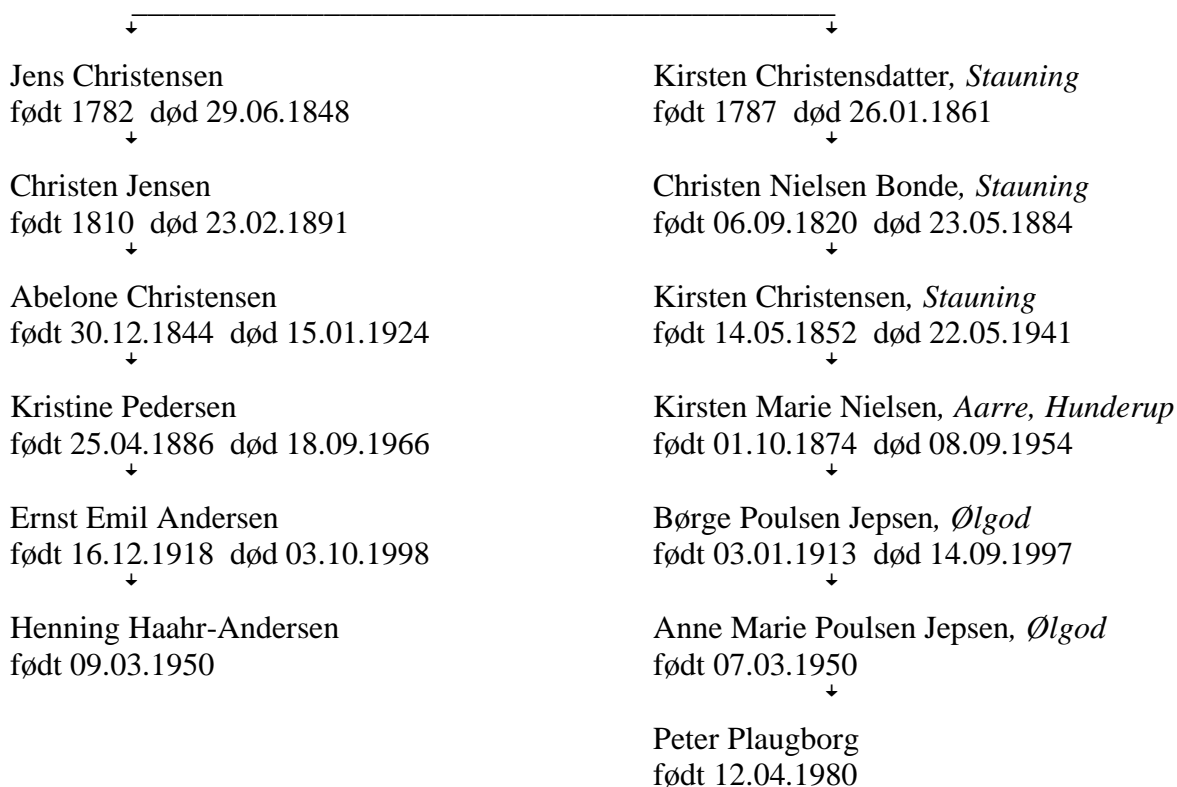 Jens Christensen
født 1782 død 29.06.1848
Christen Jensen
født 1810 død 23.02.1891
Abelone Christensen
født 30.12.1844 død 15.01.1924
Kristine Pedersen
født 25.04.1886 død 18.09.1966
Ernst Emil Andersen
født 16.12.1918 død 03.10.1998
Henning Haahr-Andersen
født 09.03.1950
Kirsten Christensdatter, Stauning
født 1787 død 26.01.1861
Christen Nielsen Bonde, Stauning
født 06.09.1820 død 23.05.1884
Kirsten Christensen, Stauning
født 14.05.1852 død 22.05.1941
Kirsten Marie Nielsen, Aarre, Hunderup
født 01.10.1874 død 08.09.1954
Børge Poulsen Jepsen, Ølgod
født 03.01.1913 død 14.09.1997
Anne Marie Poulsen Jepsen, Ølgod
født 07.03.1950
Peter Plaugborg
født 12.04.1980